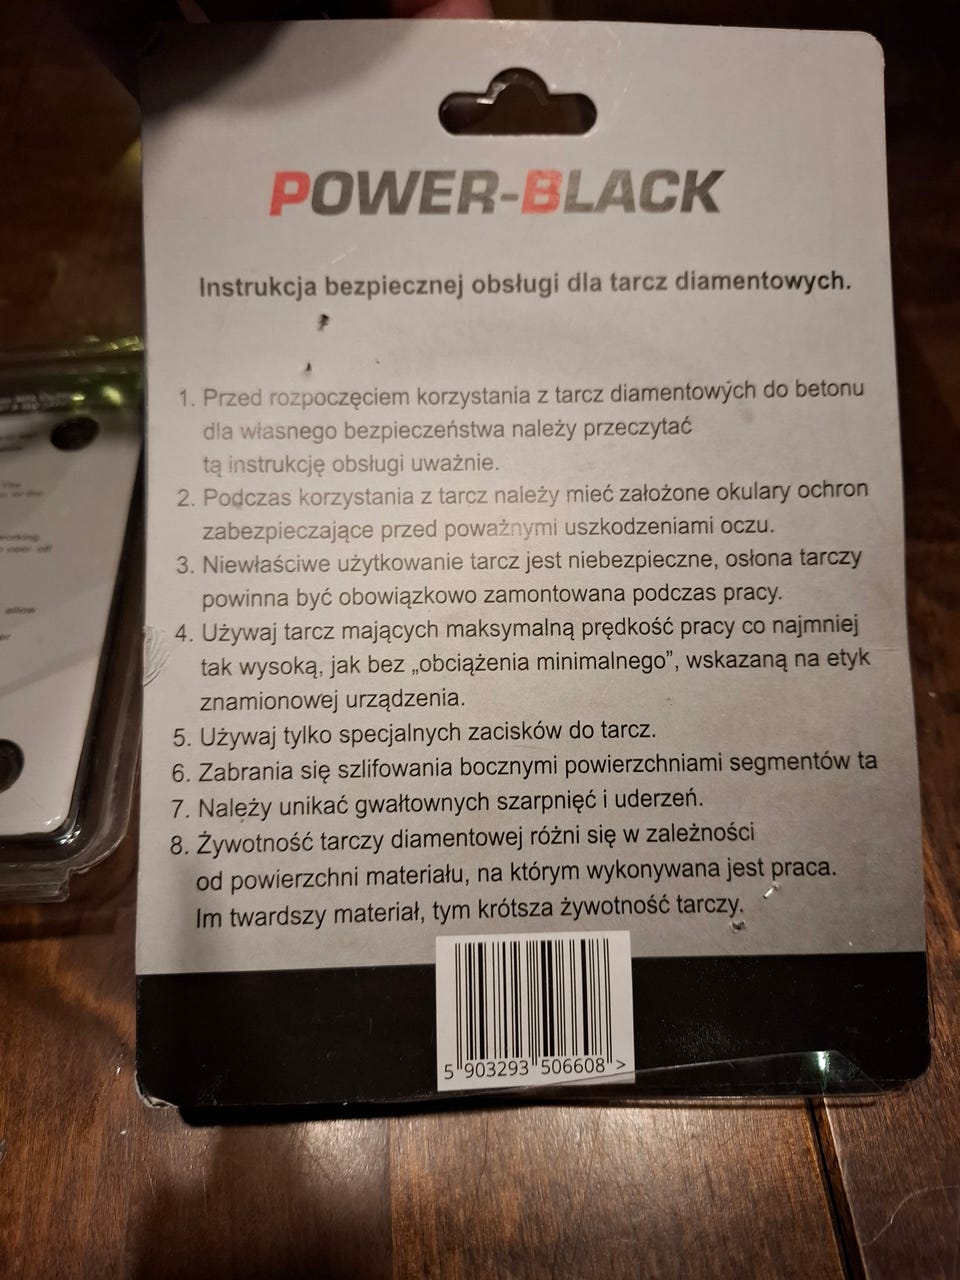 POWER-BLACK
Instrukcja bezpiecznej obsługi dla tarcz diamentowych.
1. Przed rozpoczęciem korzystania z tarcz diamentowych do betonu
dla własnego bezpieczeństwa należy przeczytać
tą instrukcję obsługi uważnie.
2. Podczas korzystania z tarcz należy mieć założone okulary ochron
zabezpieczające przed poważnymi uszkodzeniami oczu.
3. Niewłaściwe użytkowanie tarcz jest niebezpieczne, osłona tarczy
powinna być obowiązkowo zamontowana podczas pracy.
4. Używaj tarcz mających maksymalną prędkość pracy co najmniej
tak wysoką, jak bez „obciążenia minimalnego”, wskazaną na etyk
znamionowej urządzenia.
5. Używaj tylko specjalnych zacisków do tarcz.
6. Zabrania się szlifowania bocznymi powierzchniami segmentów ta
7. Należy unikać gwałtownych szarpnięć i uderzeń.
8. Żywotność tarczy diamentowej różni się w zależności
od powierzchni materiału, na którym wykonywana jest praca.
Im twardszy materiał, tym krótsza żywotność tarczy.
5 903293 506608 >
allow